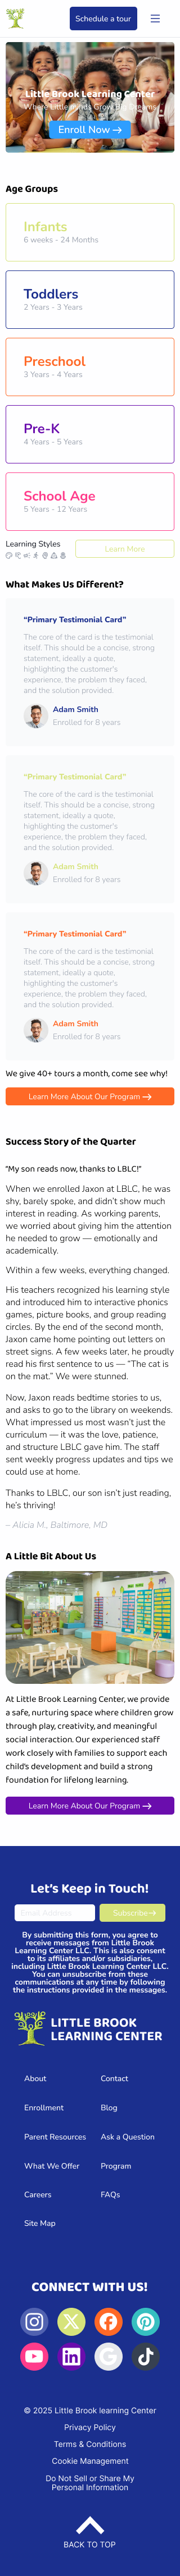 Schedule a tour
Little Brook Learning Center
Where Little Minds Grow Big Dreams
Enroll Now →
Age Groups
Infants
6 weeks - 24 Months
Toddlers
2 Years - 3 Years
Preschool
3 Years - 4 Years
Pre-K
4 Years - 5 Years
School Age
5 Years - 12 Years
Learning Styles
Learn More
What Makes Us Different?
“Primary Testimonial Card”
The core of the card is the testimonial
itself. This should be a concise, strong
statement, ideally a quote,
highlighting the customer's
experience, the problem they faced,
and the solution provided.
Adam Smith
Enrolled for 8 years
“Primary Testimonial Card”
The core of the card is the testimonial
itself. This should be a concise, strong
statement, ideally a quote,
highlighting the customer's
experience, the problem they faced,
and the solution provided.
Adam Smith
Enrolled for 8 years
“Primary Testimonial Card”
The core of the card is the testimonial
itself. This should be a concise, strong
statement, ideally a quote,
highlighting the customer's
experience, the problem they faced,
and the solution provided.
Adam Smith
Enrolled for 8 years
We give 40+ tours a month, come see why!
Learn More About Our Program →
Success Story of the Quarter
“My son reads now, thanks to LBLC!”
When we enrolled Jaxon at LBLC, he was
shy, barely spoke, and didn’t show much
interest in reading. As working parents,
we worried about giving him the attention
he needed to grow — emotionally and
academically.
Within a few weeks, everything changed.
His teachers recognized his learning style
and introduced him to interactive phonics
games, picture books, and group reading
circles. By the end of the second month,
Jaxon came home pointing out letters on
street signs. A few weeks later, he proudly
read his first sentence to us — “The cat is
on the mat.” We were stunned.
Now, Jaxon reads bedtime stories to us,
and asks to go to the library on weekends.
What impressed us most wasn’t just the
curriculum — it was the love, patience,
and structure LBLC gave him. The staff
sent weekly progress updates and tips we
could use at home.
Thanks to LBLC, our son isn’t just reading,
he’s thriving!
– Alicia M., Baltimore, MD
A Little Bit About Us
At Little Brook Learning Center, we provide
a safe, nurturing space where children grow
through play, creativity, and meaningful
social interaction. Our experienced staff
work closely with families to support each
child's development and build a strong
foundation for lifelong learning.
Learn More About Our Program →
Let’s Keep in Touch!
Email Address
Subscribe→
By submitting this form, you agree to
receive messages from Little Brook
Learning Center LLC. This is also consent
to its affiliates and/or subsidiaries,
including Little Brook Learning Center LLC.
You can unsubscribe from these
communications at any time by following
the instructions provided in the messages.
LITTLE BROOK
LEARNING CENTER
About
Contact
Enrollment
Blog
Parent Resources
Ask a Question
What We Offer
Program
Careers
FAQs
Site Map
CONNECT WITH US!
© 2025 Little Brook learning Center
Privacy Policy
Terms & Conditions
Cookie Management
Do Not Sell or Share My
Personal Information
BACK TO TOP